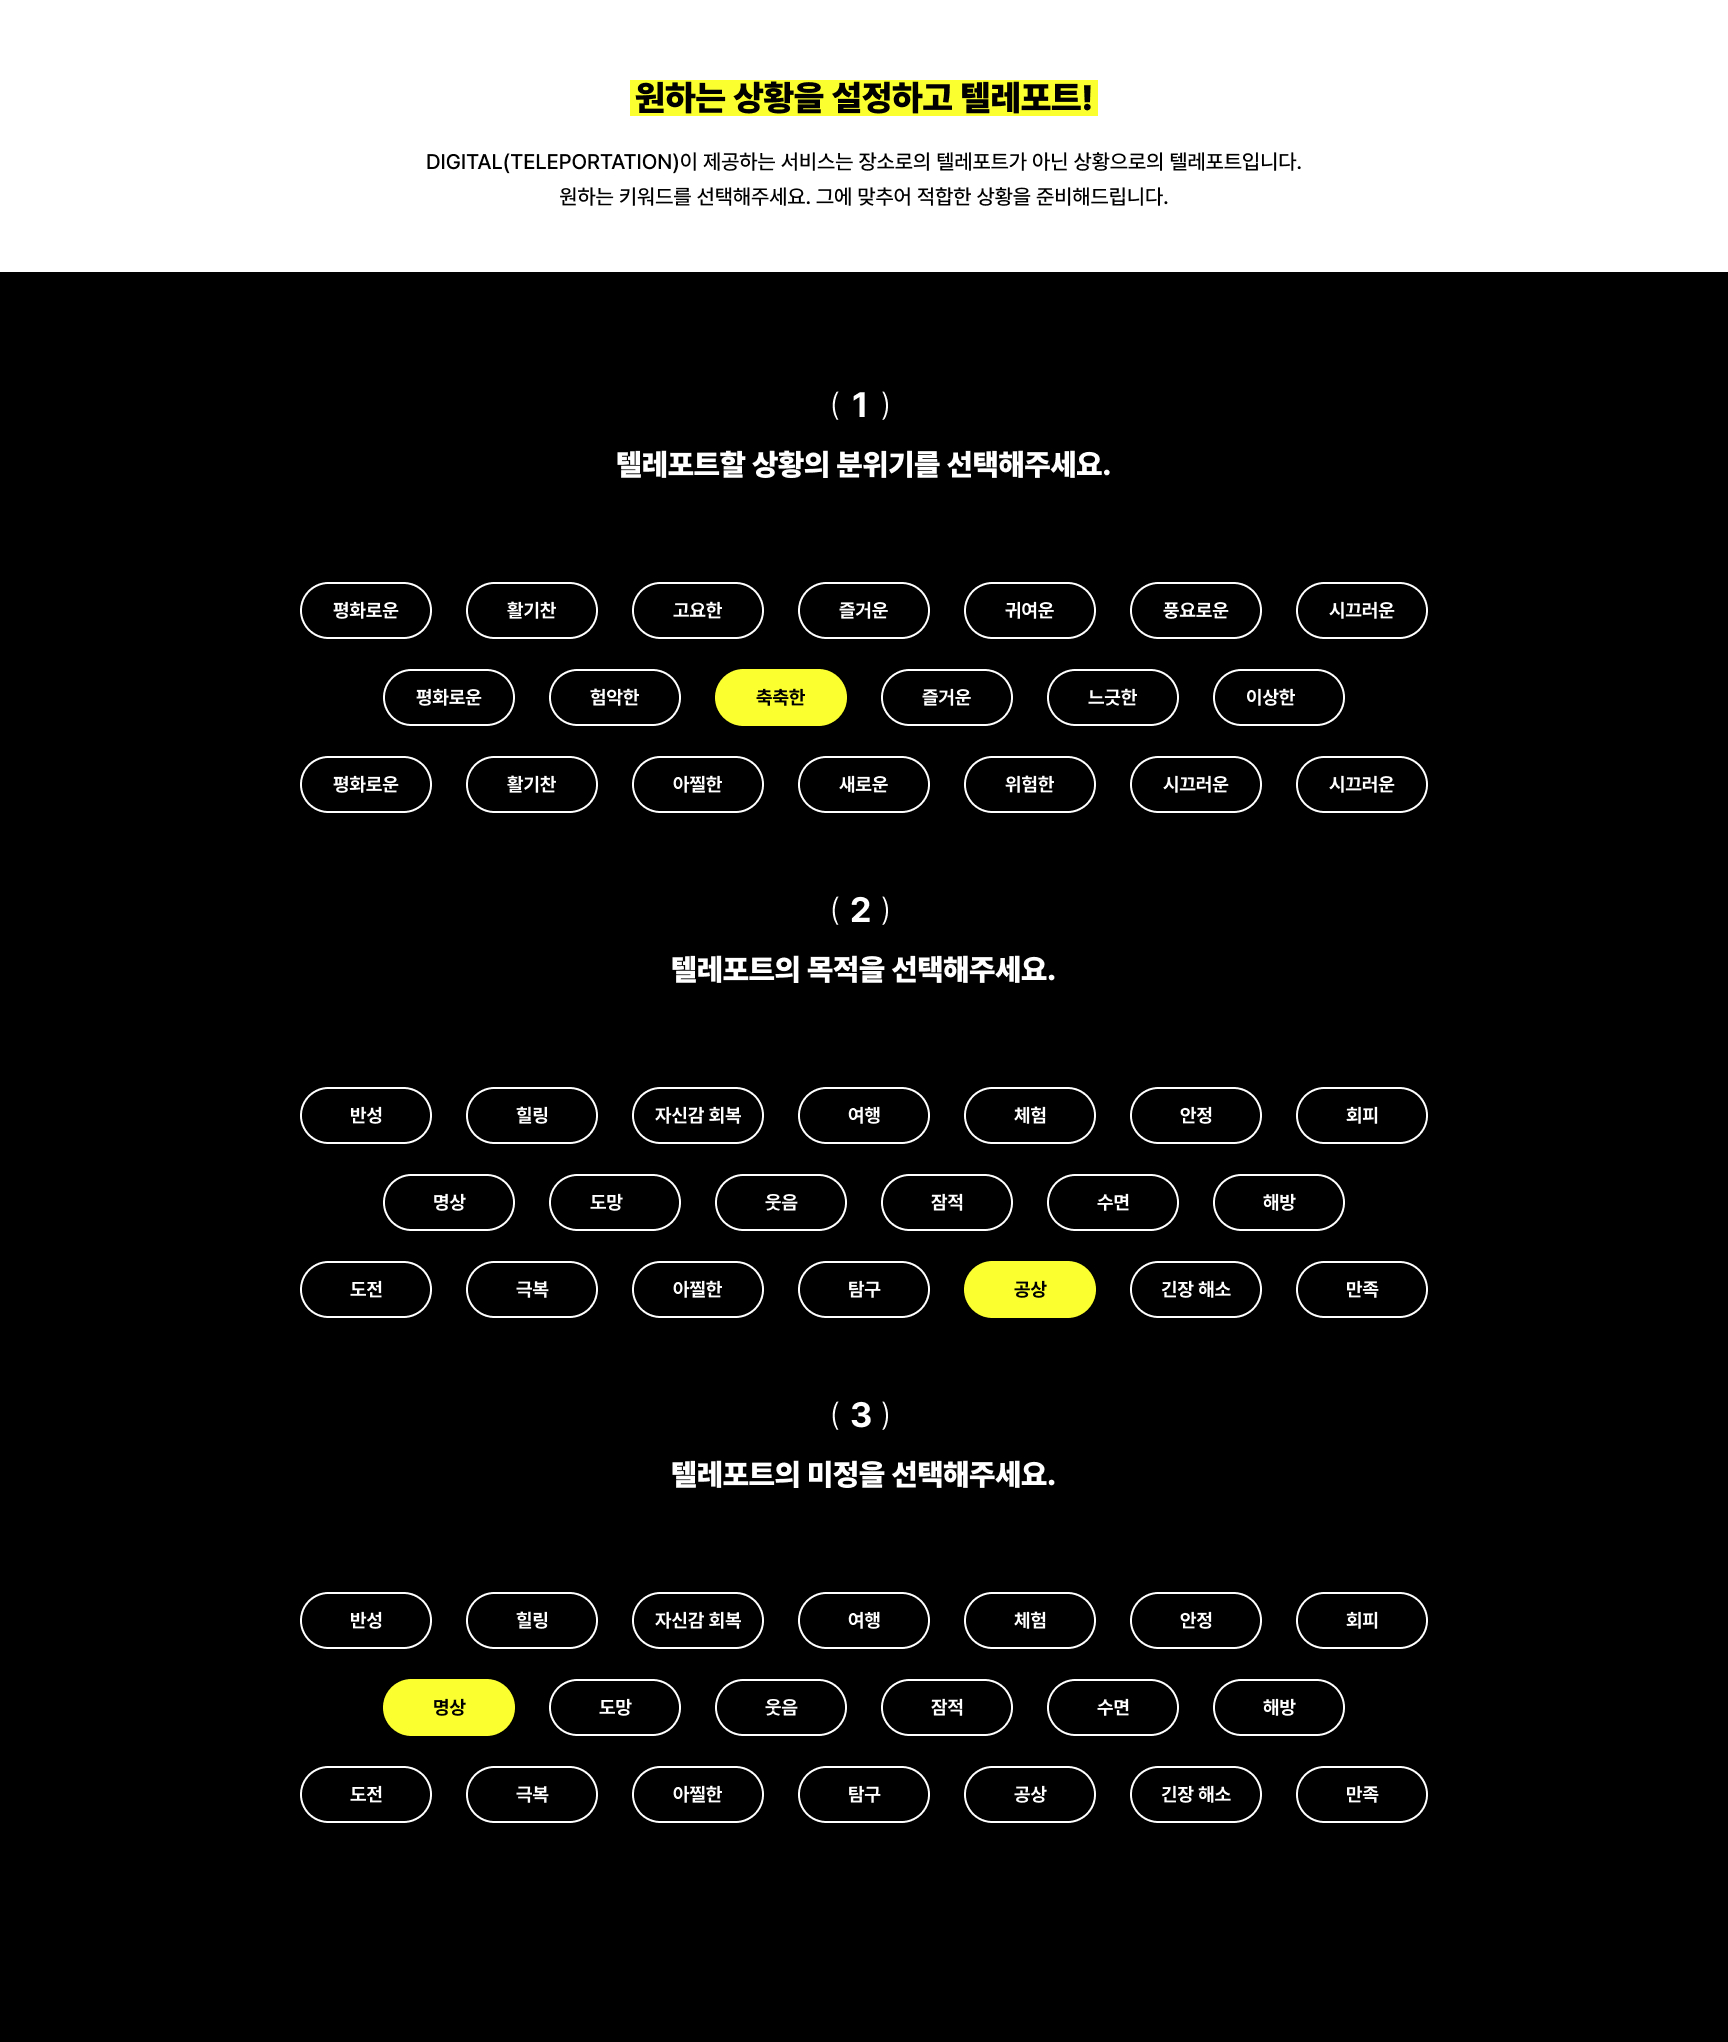 원하는 상황을 설정하고 텔레포트!
DIGITAL(TELEPORTATION)이 제공하는 서비스는 장소로의 텔레포트가 아닌 상황으로의 텔레포트입니다.
원하는 키워드를 선택해주세요. 그에 맞추어 적합한 상황을 준비해드립니다.
( 1 )
텔레포트할 상황의 분위기를 선택해주세요.
평화로운 활기찬 고요한 즐거운 귀여운 풍요로운 시끄러운
평화로운 험악한 축축한 즐거운 느긋한 이상한
평화로운 활기찬 아찔한 새로운 위험한 시끄러운 시끄러운
( 2 )
텔레포트의 목적을 선택해주세요.
반성 힐링 자신감 회복 여행 체험 안정 회피
명상 도망 웃음 잠적 수면 해방
도전 극복 아찔한 탐구 공상 긴장 해소 만족
( 3 )
텔레포트의 미정을 선택해주세요.
반성 힐링 자신감 회복 여행 체험 안정 회피
명상 도망 웃음 잠적 수면 해방
도전 극복 아찔한 탐구 공상 긴장 해소 만족